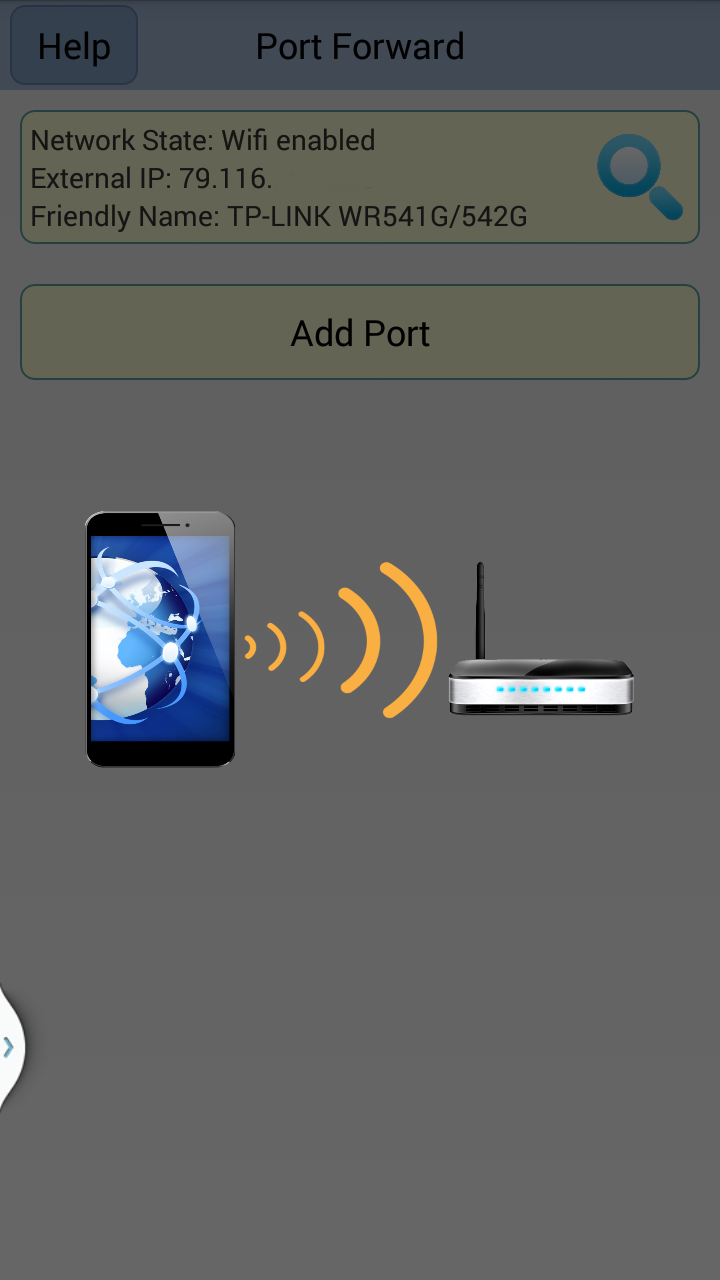 Help
Port Forward
Network State: Wifi enabled
External IP: 79.116.
Friendly Name: TP-LINK WR541G/542G
Add Port